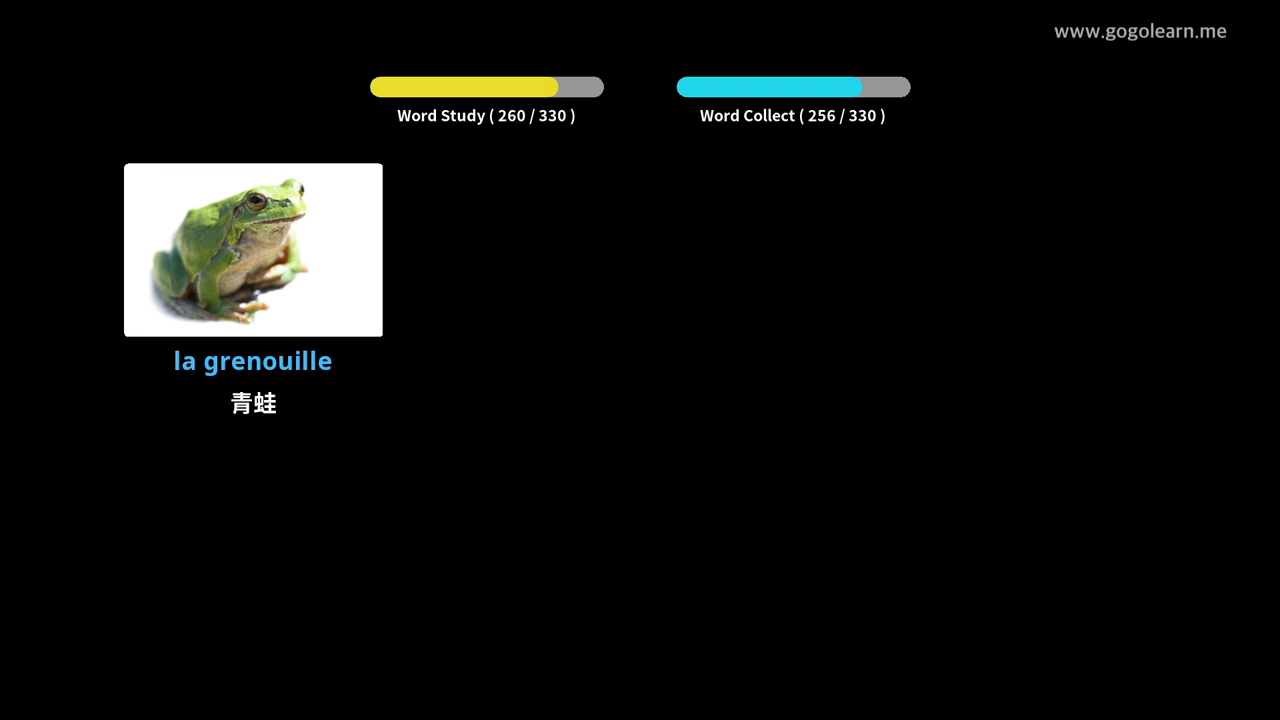 www.gogolearn.me
Word Study ( 260 / 330 )
Word Collect ( 256 / 330 )
la grenouille
青蛙